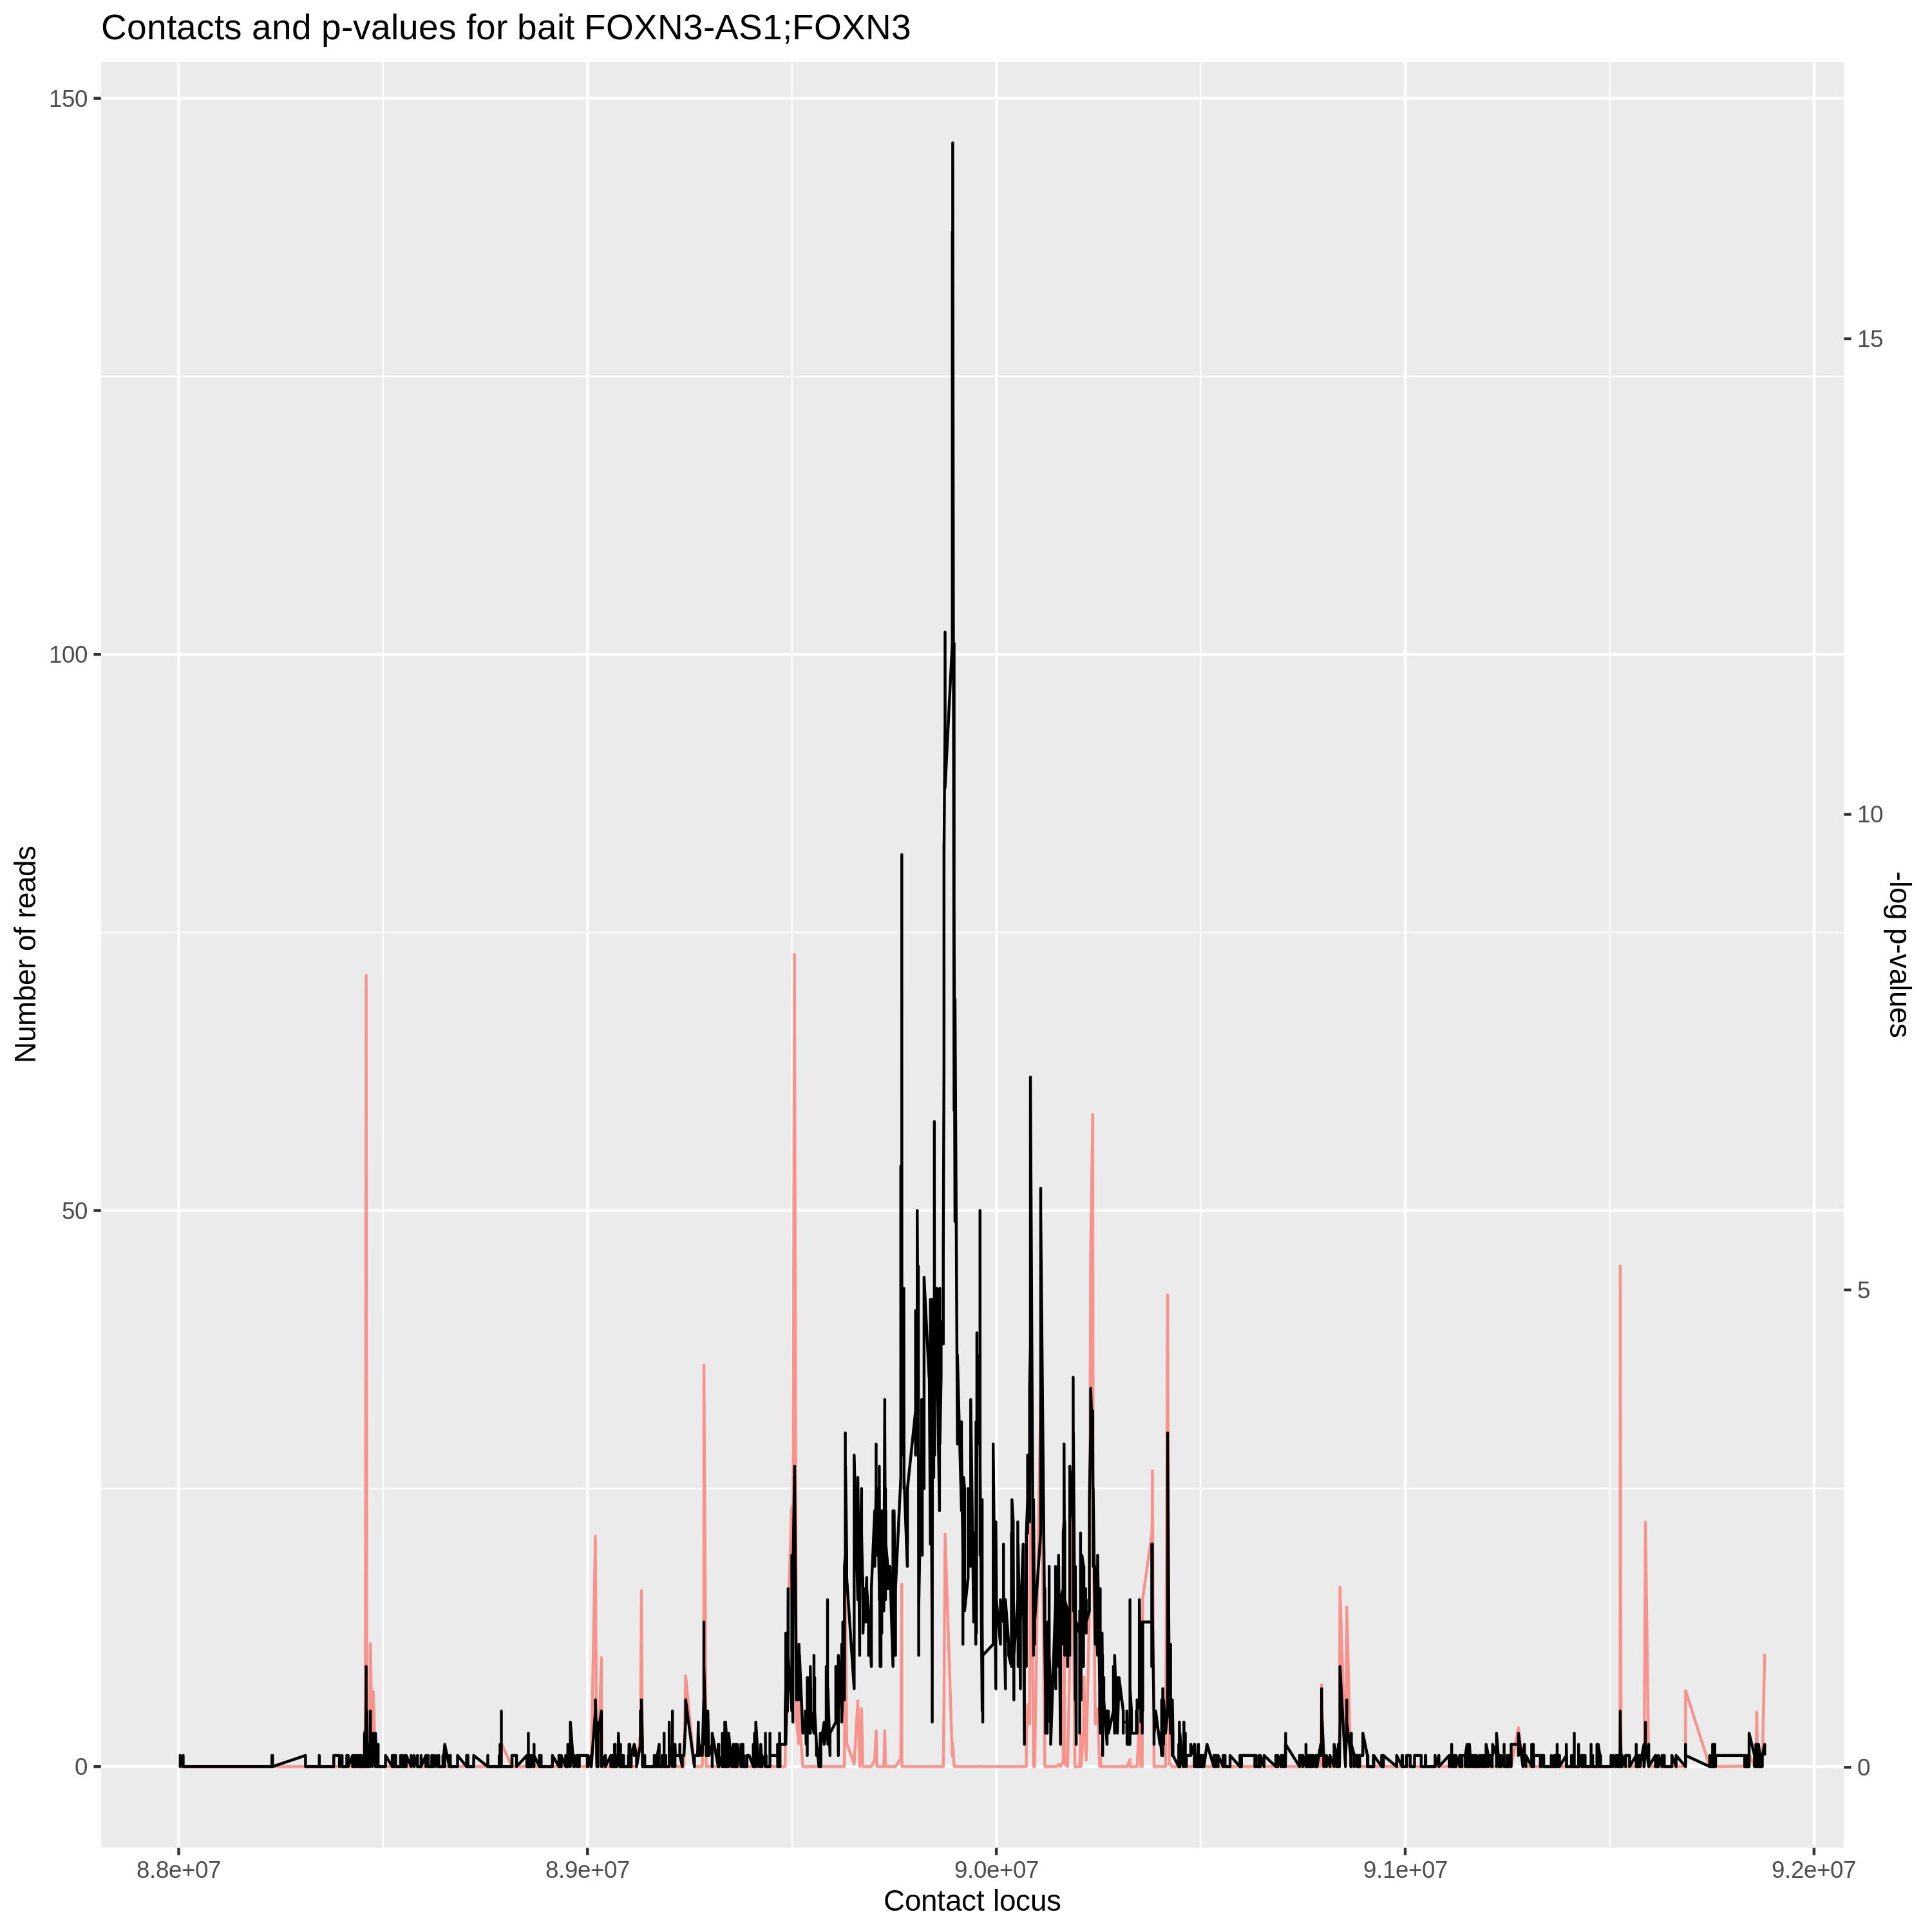 Contacts and p-values for bait FOXN3-AS1;FOXN3
150
100
50
0
Number of reads
15
10
5
0
-log p-values
8.8e+07
8.9e+07
9.0e+07
9.1e+07
9.2e+07
Contact locus